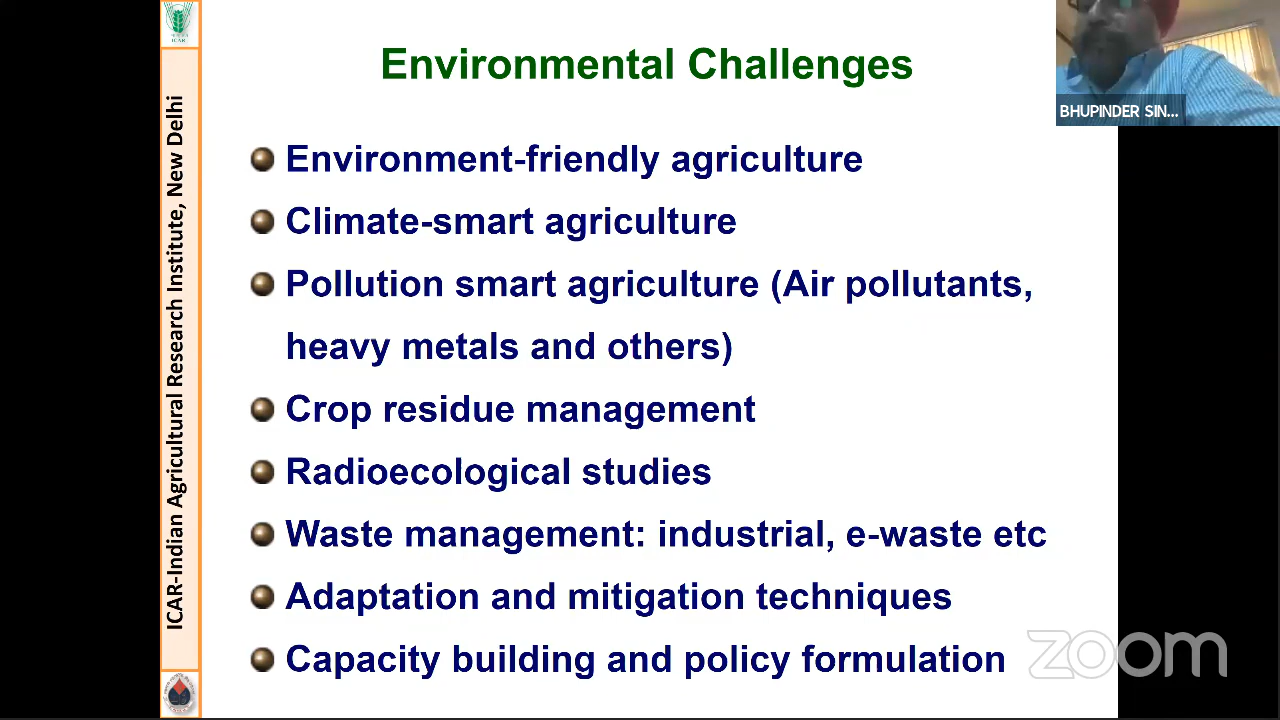 Environmental Challenges
BHUPINDER SIN...
Environment-friendly agriculture
Climate-smart agriculture
Pollution smart agriculture (Air pollutants,
heavy metals and others)
Crop residue management
Radioecological studies
Waste management: industrial, e-waste etc
Adaptation and mitigation techniques
Capacity building and policy formulation
ICAR-Indian Agricultural Research Institute, New Delhi
ICAR
zoom